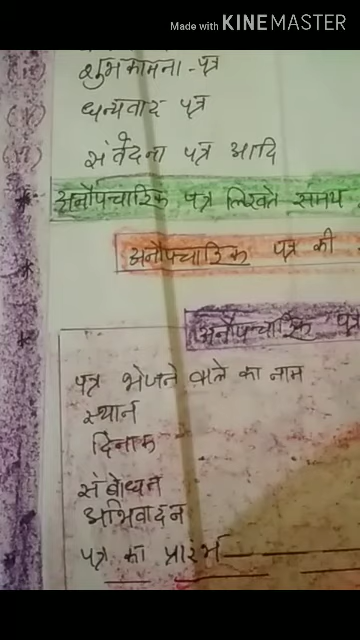 Made with KINEMASTER
शुभकामना-पत्र
धन्यवाद पत्र
संवेदना पत्र आदि
अनौपचारिक पत्र लिखते समय
अनौपचारिक पत्र की
अनौपचारिक पत्र
पत्र भेजने वाले का नाम
स्थान
दिनांक
संबोधन
अभिवादन
पत्र का प्रारंभ